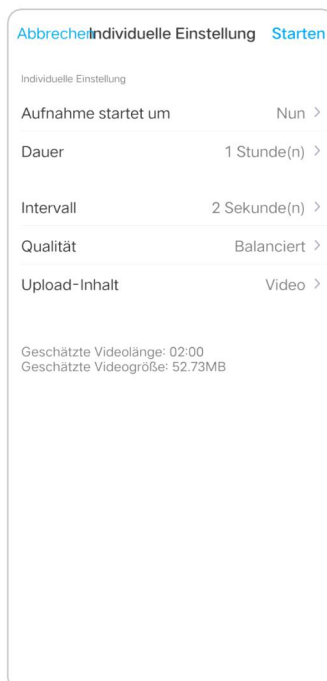 Abbrechen Individuelle Einstellung Starten
Individuelle Einstellung
Aufnahme startet um Nun >
Dauer 1 Stunde(n) >
Intervall 2 Sekunde(n) >
Qualität Balanciert >
Upload-Inhalt Video >
Geschätzte Videolänge: 02:00
Geschätzte Videogröße: 52.73MB